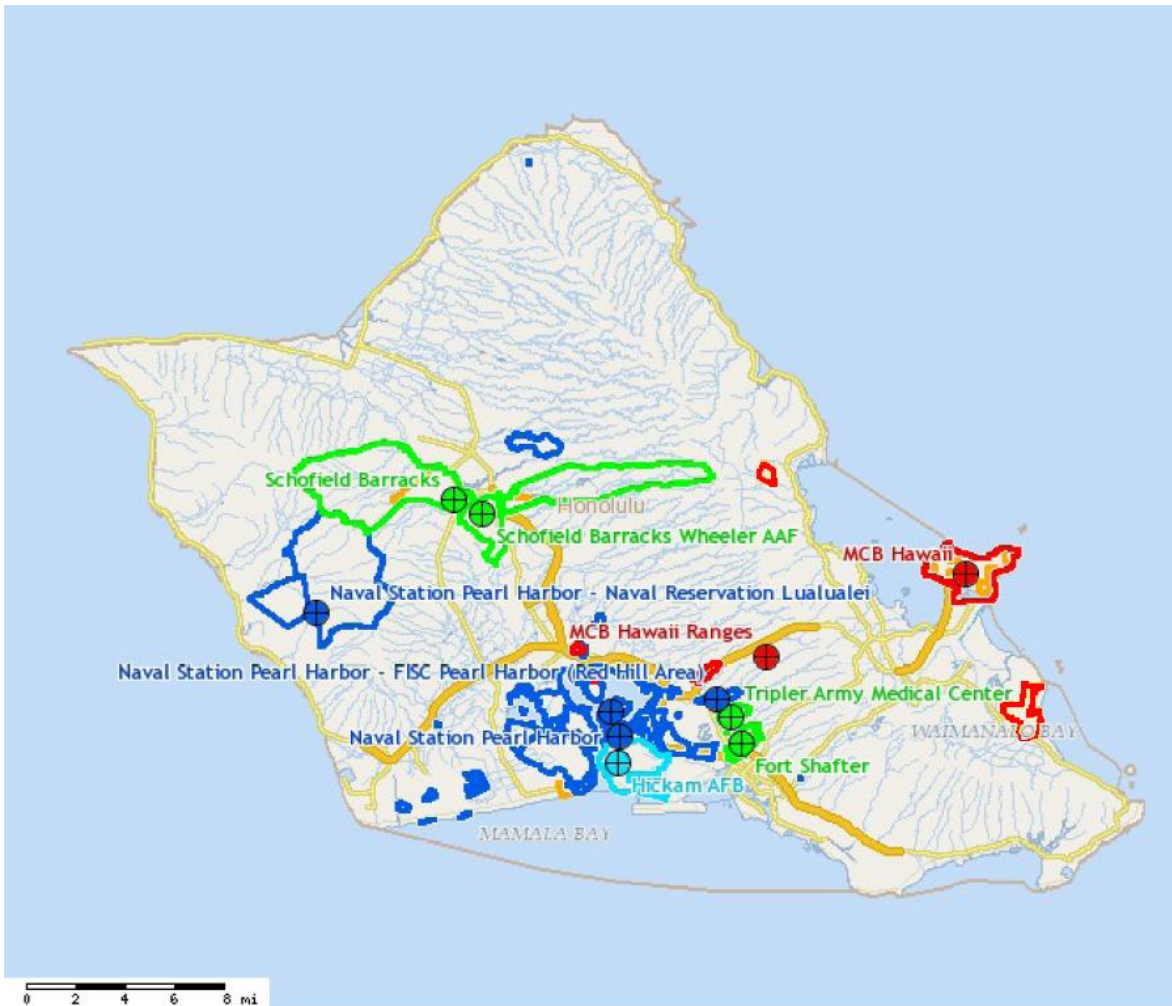 Schofield Barracks
Honolulu
Schofield Barracks Wheeler AAF
MCB Hawaii
Naval Station Pearl Harbor - Naval Reservation Lualualei
MCB Hawaii Ranges
Naval Station Pearl Harbor - FISC Pearl Harbor (Red Hill Area)
Tripler Army Medical Center
WAIMANALO BAY
Naval Station Pearl Harbor
Fort Shafter
Hickam AFB
MAMALA BAY
0 2 4 6 8 mi